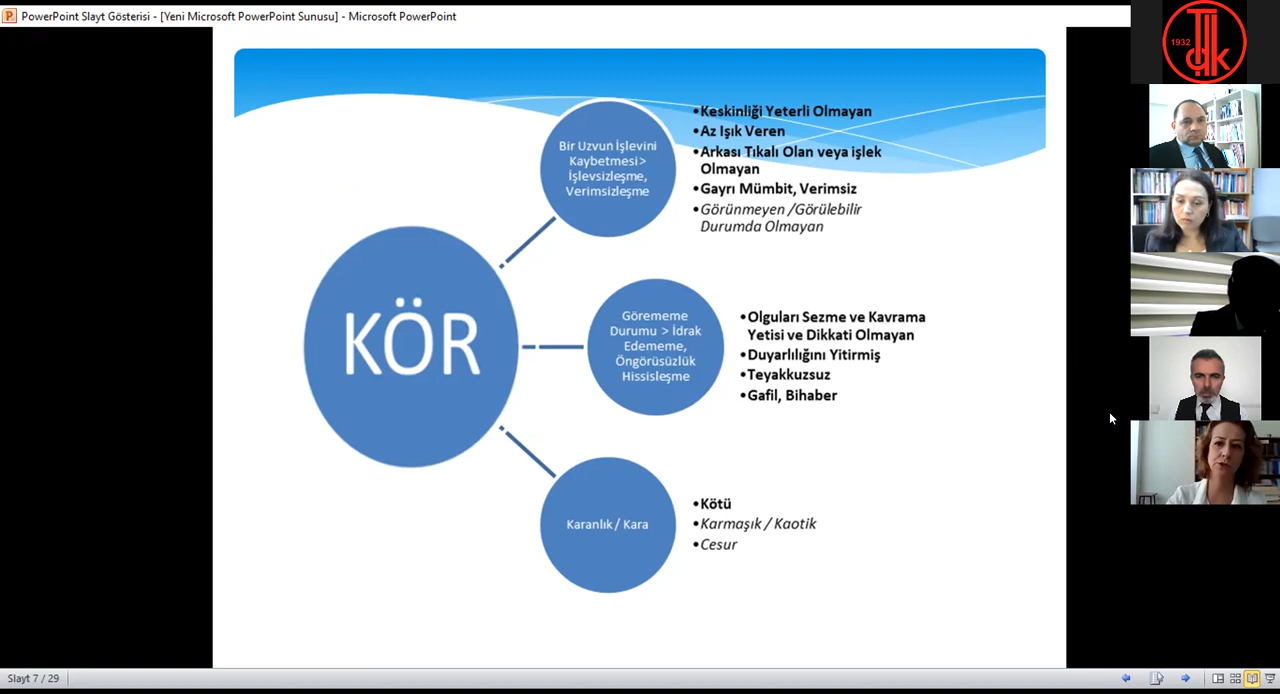 PowerPoint Slayt Gösterisi - [Yeni Microsoft PowerPoint Sunusu] - Microsoft PowerPoint
1932
TDK
KÖR
Bir Uzvun İşlevini
Kaybetmesi>
İşlevsizleşme,
Verimsizleşme
•Keskinliği Yeterli Olmayan
•Az Işık Veren
•Arkası Tıkalı Olan veya işlek
Olmayan
•Gayrı Mümbit, Verimsiz
•Görünmeyen /Görülebilir
Durumda Olmayan
Görememe
Durumu > İdrak
Edememe,
Öngörüsüzlük
Hissisleşme
•Olguları Sezme ve Kavrama
Yetisi ve Dikkati Olmayan
•Duyarlılığını Yitirmiş
•Teyakkuzsuz
•Gafil, Bihaber
Karanlık / Kara
•Kötü
•Karmaşık / Kaotik
•Cesur
Slayt 7 / 29